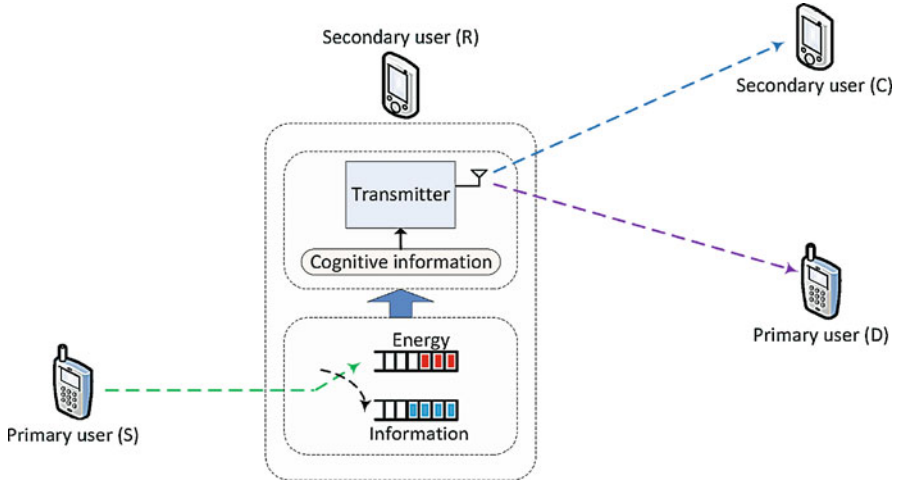 Secondary user (R)
Secondary user (C)
Transmitter
Cognitive information
Primary user (D)
Energy
Information
Primary user (S)